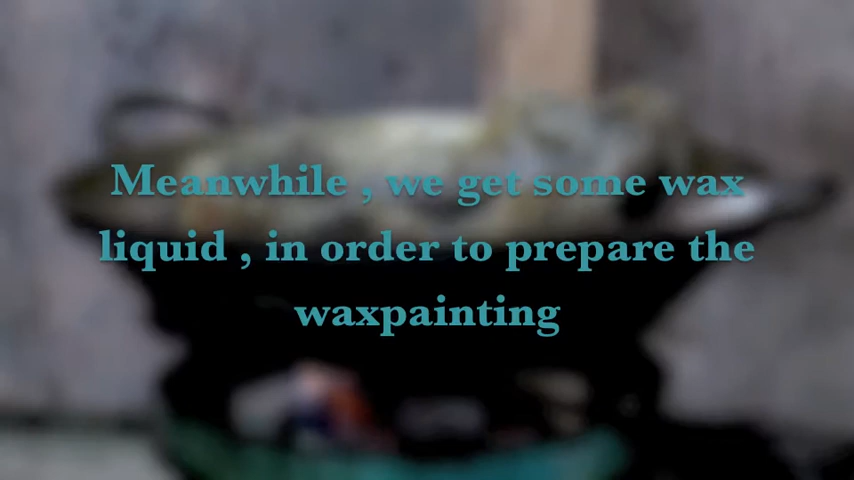 Meanwhile , we get some wax
liquid , in order to prepare the
waxpainting